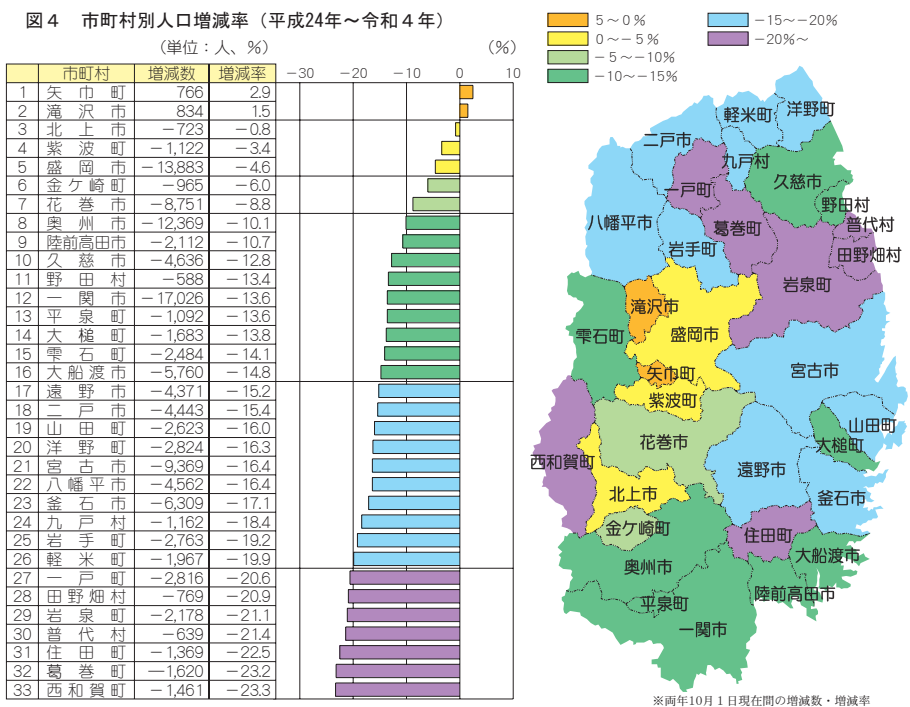 図４　市町村別人口増減率（平成24年～令和４年）
（単位：人、％）
（％）
市町村　増減数　増減率
−30　−20　−10　0　10
1　矢巾町　766　2.9
2　滝沢市　834　1.5
3　北上市　−723　−0.8
4　紫波町　−1,122　−3.4
5　盛岡市　−13,883　−4.6
6　金ケ崎町　−965　−6.0
7　花巻市　−8,751　−8.8
8　奥州市　−12,369　−10.1
9　陸前高田市　−2,112　−10.7
10　久慈市　−4,636　−12.8
11　野田村　−588　−13.4
12　一関市　−17,026　−13.6
13　平泉町　−1,092　−13.6
14　大槌町　−1,683　−13.8
15　雫石町　−2,484　−14.1
16　大船渡市　−5,760　−14.8
17　遠野市　−4,371　−15.2
18　二戸市　−4,443　−15.4
19　山田町　−2,623　−16.0
20　洋野町　−2,824　−16.3
21　宮古市　−9,369　−16.4
22　八幡平市　−4,562　−16.4
23　釜石市　−6,309　−17.1
24　九戸村　−1,162　−18.4
25　岩手町　−2,763　−19.2
26　軽米町　−1,967　−19.9
27　一戸町　−2,816　−20.6
28　田野畑村　−769　−20.9
29　岩泉町　−2,178　−21.1
30　普代村　−639　−21.4
31　住田町　−1,369　−22.5
32　葛巻町　−1,620　−23.2
33　西和賀町　−1,461　−23.3
5～0％
0～−5％
−5～−10％
−10～−15％
−15～−20％
−20％～
洋野町
軽米町
二戸市
九戸村
久慈市
一戸町
野田村
普代村
八幡平市
葛巻町
岩手町
田野畑村
岩泉町
滝沢市
雫石町
盛岡市
宮古市
矢巾町
紫波町
山田町
花巻市
大槌町
西和賀町
遠野市
北上市
釜石市
金ケ崎町
住田町
大船渡市
奥州市
陸前高田市
平泉町
一関市
※両年10月１日現在間の増減数・増減率